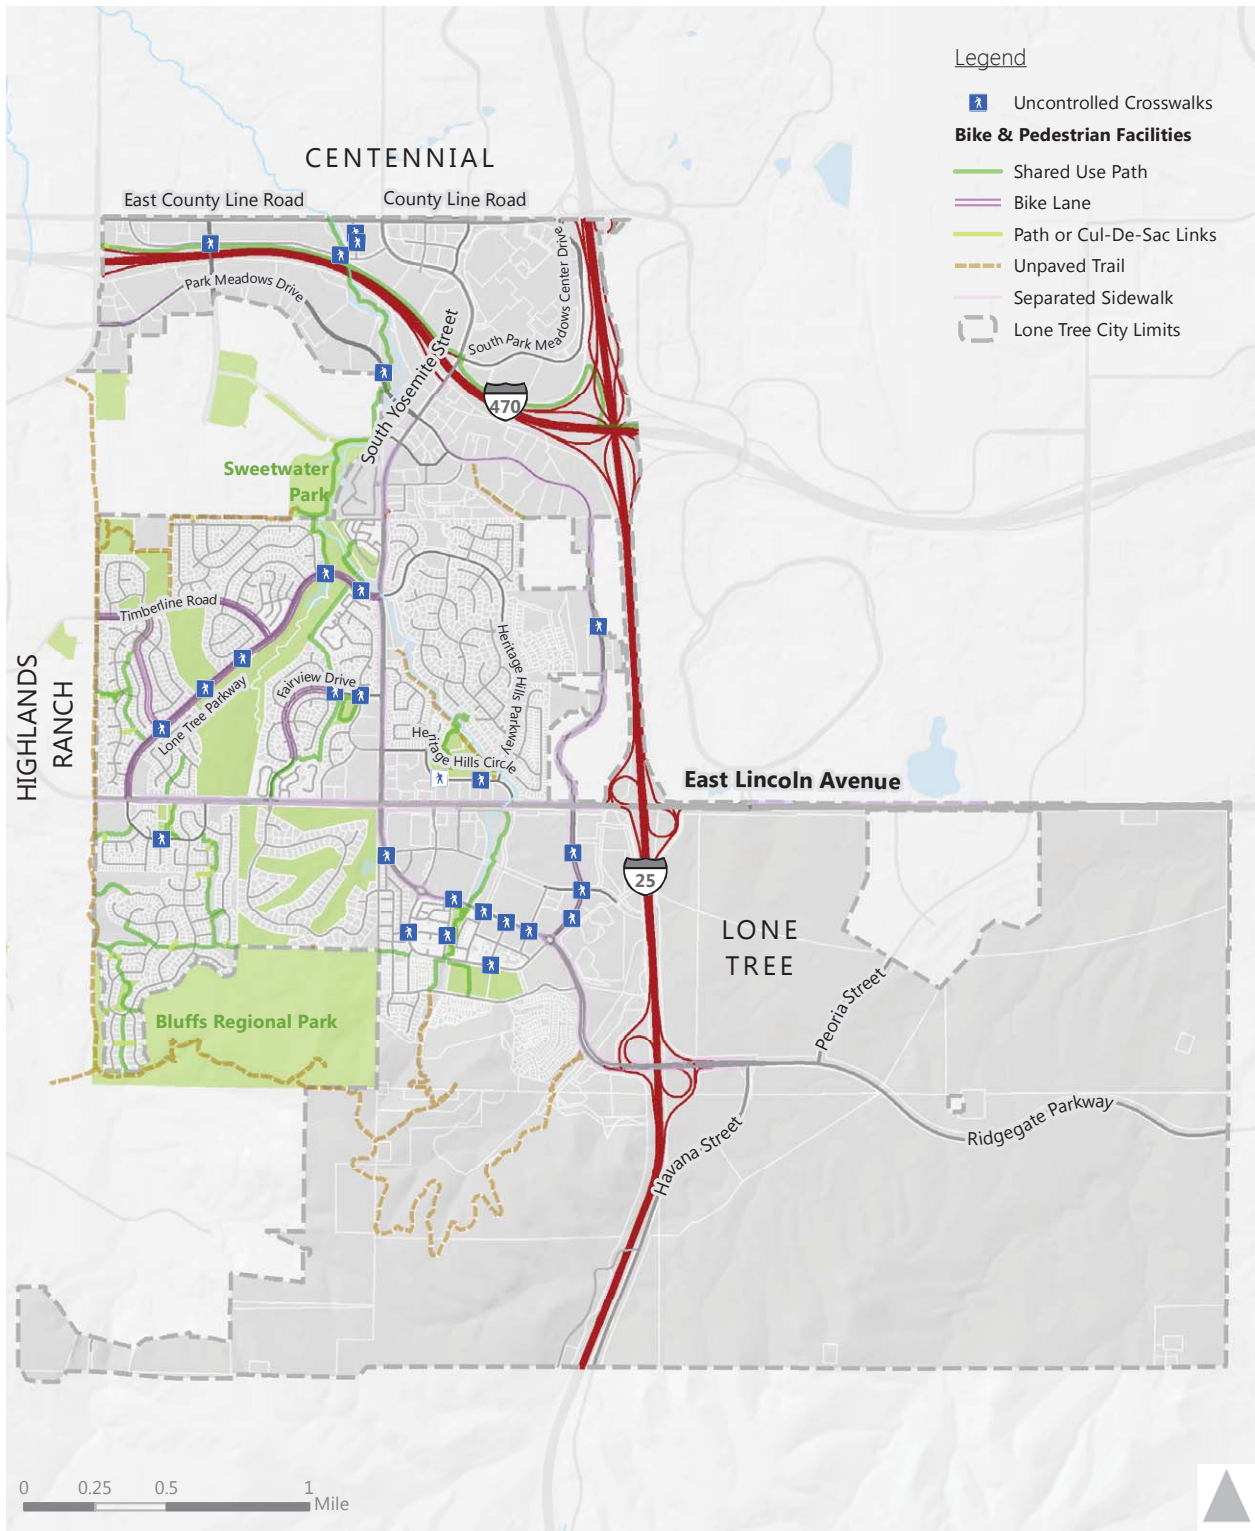 Legend
Uncontrolled Crosswalks
Bike & Pedestrian Facilities
Shared Use Path
Bike Lane
Path or Cul-De-Sac Links
Unpaved Trail
Separated Sidewalk
Lone Tree City Limits
CENTENNIAL
East County Line Road
County Line Road
Park Meadows Drive
South Park Meadows Center Drive
South Yosemite Street
470
Sweetwater
Park
Timberline Road
Heritage Hills Parkway
HIGHLANDS
RANCH
Fairview Drive
Lone Tree Parkway
Heritage Hills Circle
East Lincoln Avenue
25
LONE
TREE
Peoria Street
Bluffs Regional Park
Ridgegate Parkway
Havana Street
0 0.25 0.5 1
Mile